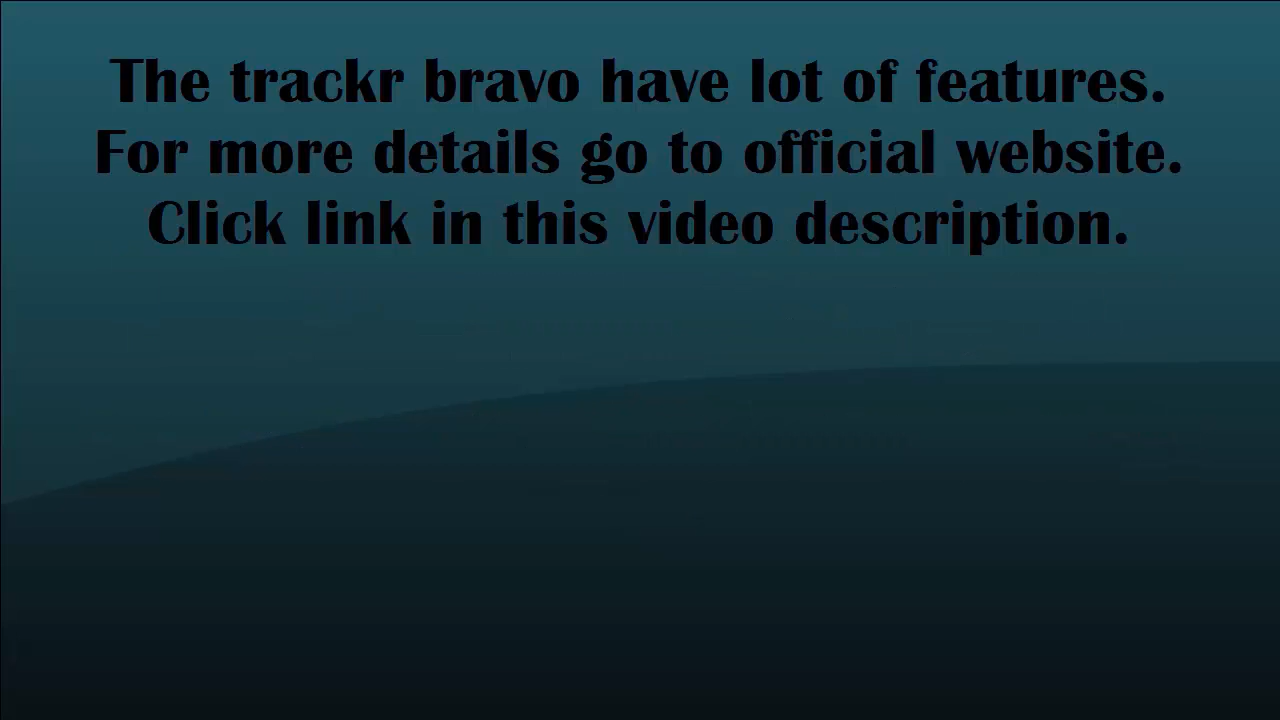 The trackr bravo have lot of features.
For more details go to official website.
Click link in this video description.